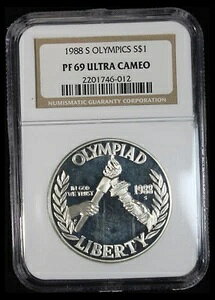 1988 S OLYMPICS S$1
PF 69 ULTRA CAMEO
2201746-012
NUMISMATIC GUARANTY CORPORATION
OLYMPIAD
IN GOD
WE TRUST
1988
S
LIBERTY